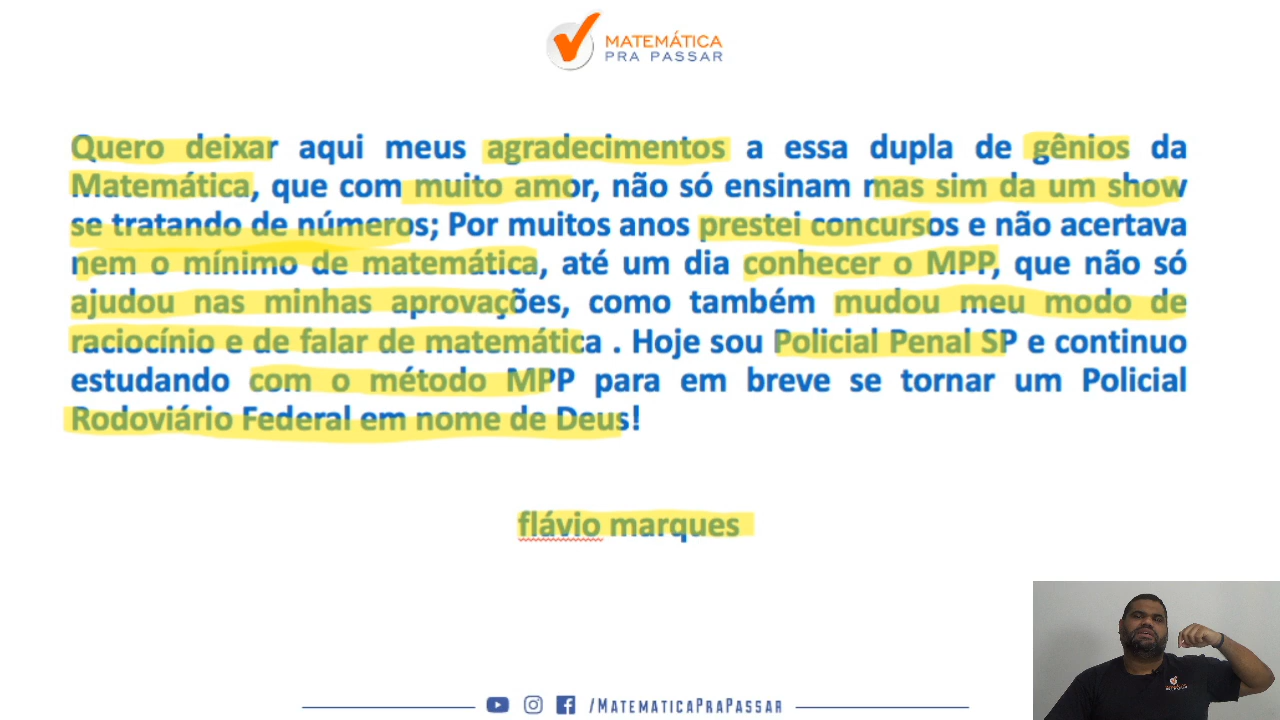 MATEMÁTICA
PRA PASSAR
Quero deixar aqui meus agradecimentos a essa dupla de gênios da
Matemática, que com muito amor, não só ensinam mas sim da um show
se tratando de números; Por muitos anos prestei concursos e não acertava
nem o mínimo de matemática, até um dia conhecer o MPP, que não só
ajudou nas minhas aprovações, como também mudou meu modo de
raciocínio e de falar de matemática . Hoje sou Policial Penal SP e continuo
estudando com o método MPP para em breve se tornar um Policial
Rodoviário Federal em nome de Deus!
flávio marques
/MATEMATICAPRAPASSAR